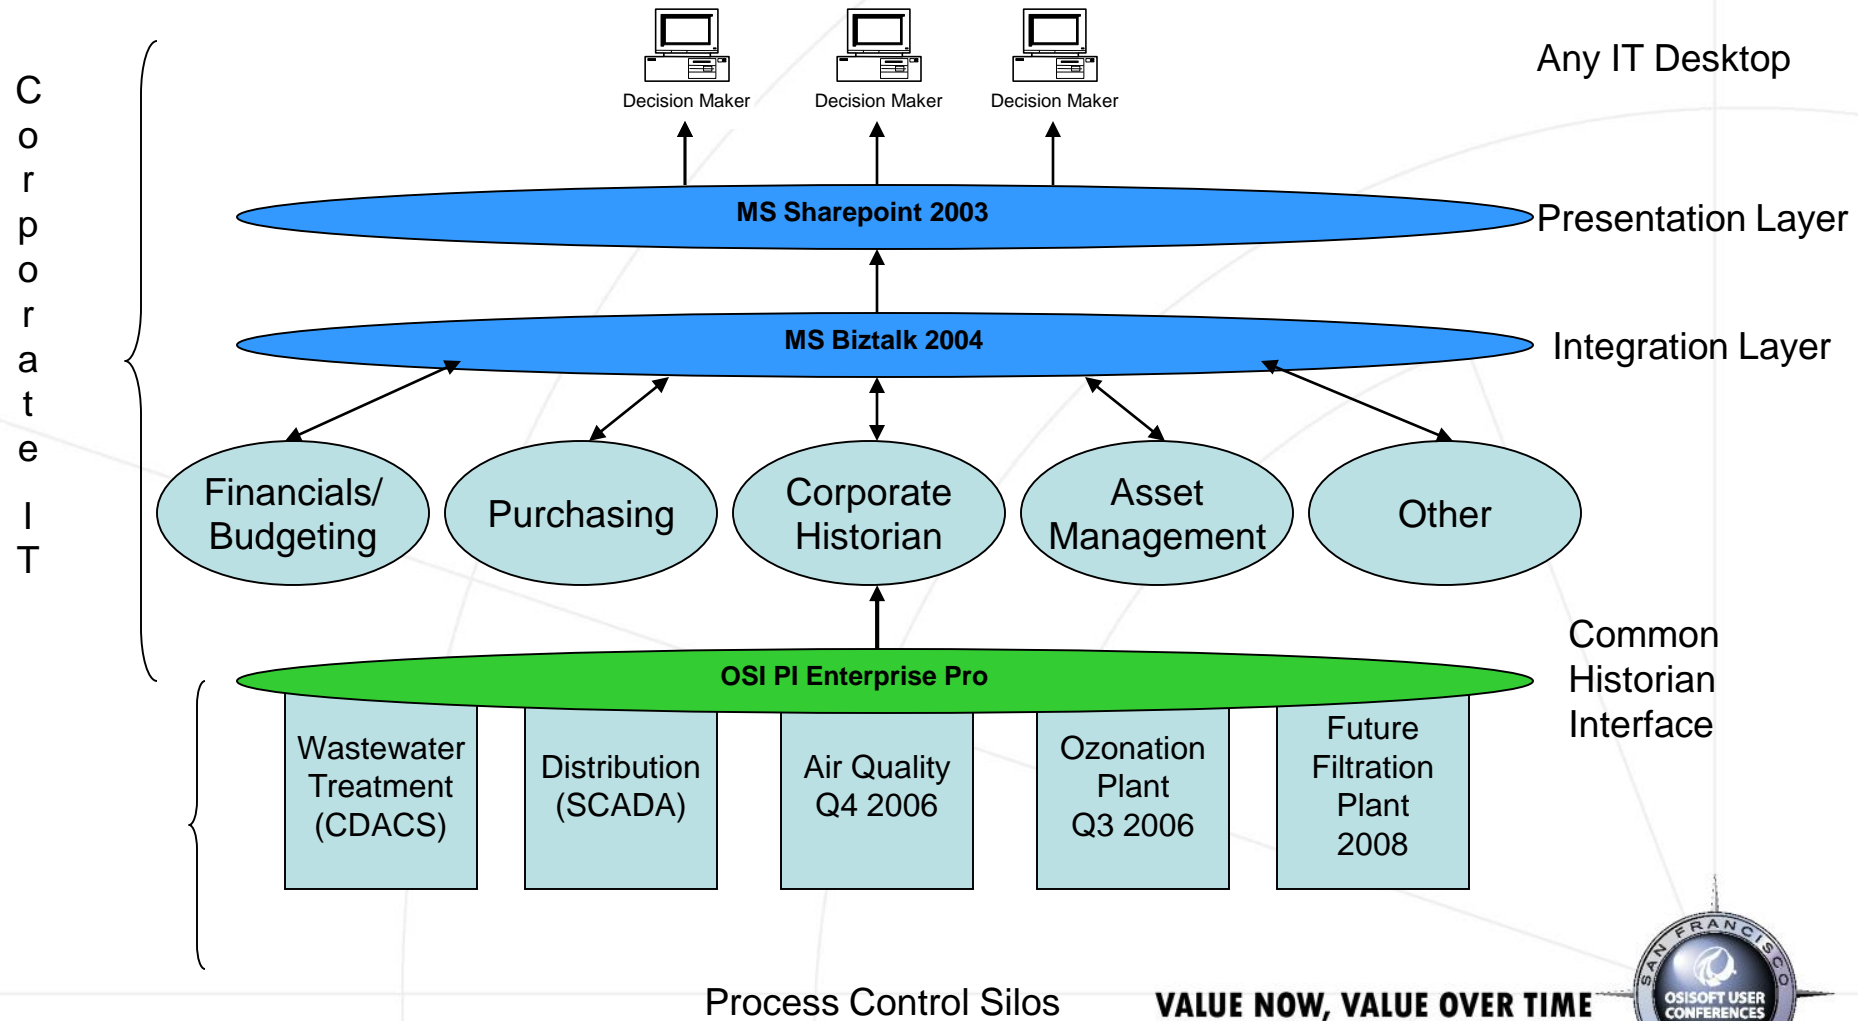 Any IT Desktop
Decision Maker
Decision Maker
Decision Maker
Corporate IT
MS Sharepoint 2003
Presentation Layer
MS Biztalk 2004
Integration Layer
Financials/
Budgeting
Purchasing
Corporate
Historian
Asset
Management
Other
Common
Historian
Interface
OSI PI Enterprise Pro
Wastewater
Treatment
(CDACS)
Distribution
(SCADA)
Air Quality
Q4 2006
Ozonation
Plant
Q3 2006
Future
Filtration
Plant
2008
Process Control Silos
VALUE NOW, VALUE OVER TIME
SAN FRANCISCO
OSISOFT USER
CONFERENCES